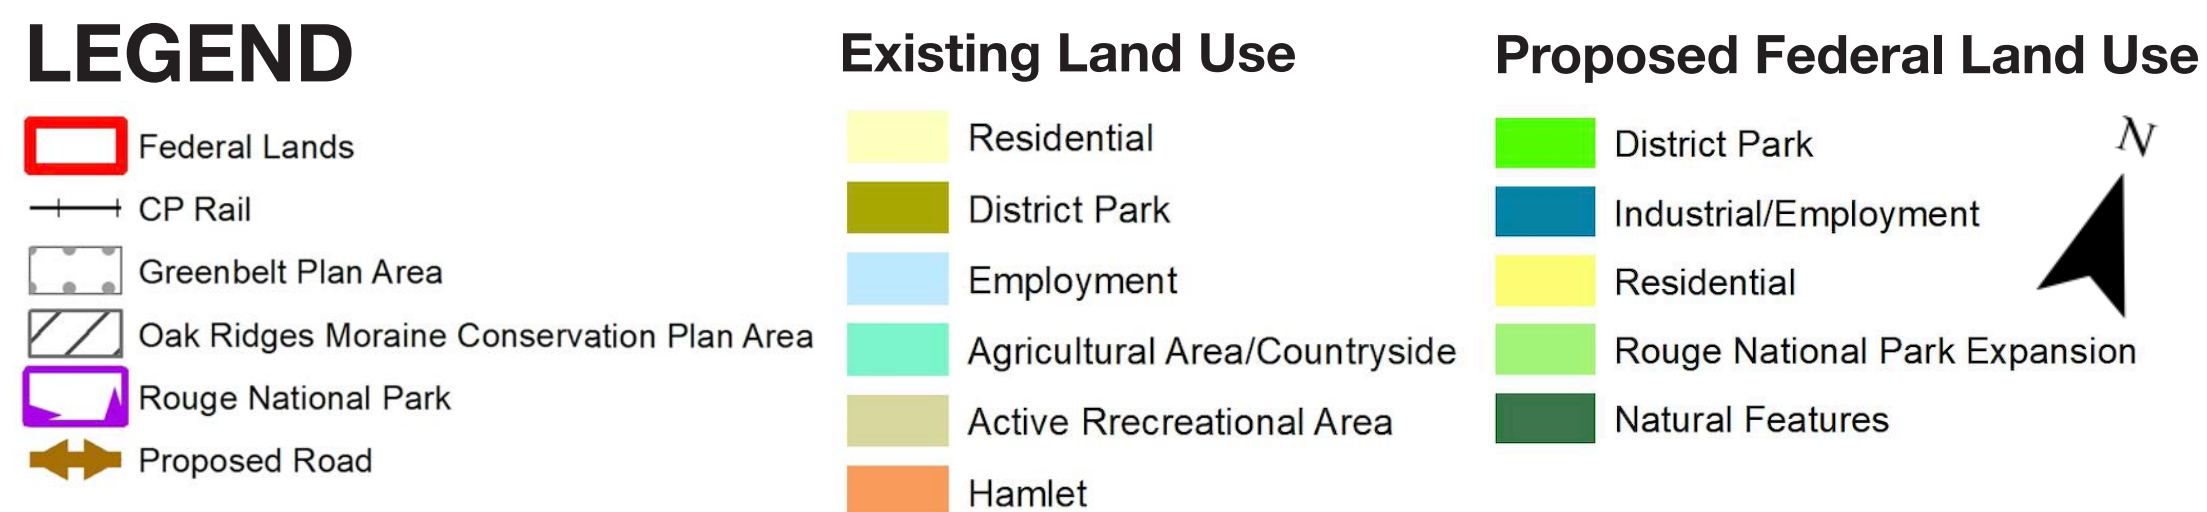 LEGEND
Federal Lands
CP Rail
Greenbelt Plan Area
Oak Ridges Moraine Conservation Plan Area
Rouge National Park
Proposed Road
Existing Land Use
Residential
District Park
Employment
Agricultural Area/Countryside
Active Rrecreational Area
Hamlet
Proposed Federal Land Use
District Park
Industrial/Employment
Residential
Rouge National Park Expansion
Natural Features
N